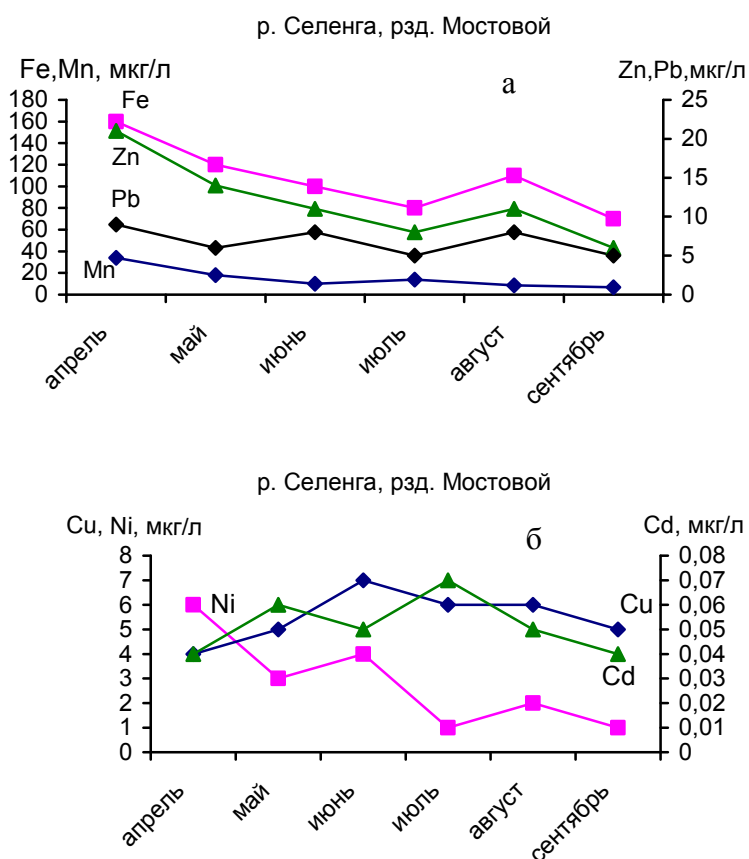 р. Селенга, рзд. Мостовой
Fe,Mn, мкг/л
Zn,Pb,мкг/л
а
180
160
140
120
100
80
60
40
20
0
25
20
15
10
5
0
Fe
Zn
Pb
Mn
апрель
май
июнь
июль
август
сентябрь
р. Селенга, рзд. Мостовой
Cu, Ni, мкг/л
Cd, мкг/л
б
8
7
6
5
4
3
2
1
0
0,08
0,07
0,06
0,05
0,04
0,03
0,02
0,01
0
Ni
Cu
Cd
апрель
май
июнь
июль
август
сентябрь